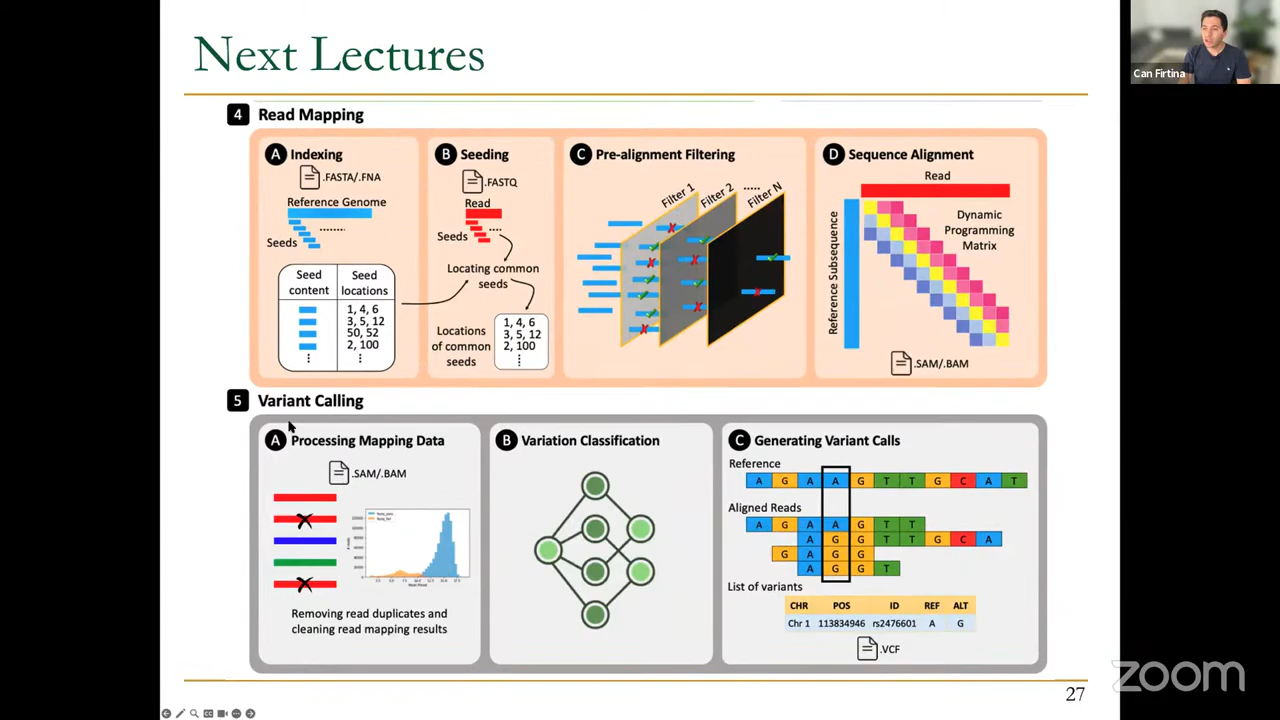 Next Lectures
Can Firtina
4 Read Mapping
A Indexing
.FASTA/.FNA
Reference Genome
Seeds
Seed content
Seed locations
1, 4, 6
3, 5, 12
50, 52
2, 100
B Seeding
.FASTQ
Read
Seeds
Locating common
seeds
Locations
of common
seeds
1, 4, 6
3, 5, 12
2, 100
C Pre-alignment Filtering
Filter 1
Filter 2
.....
Filter N
D Sequence Alignment
Read
Reference Subsequence
Dynamic
Programming
Matrix
.SAM/.BAM
5 Variant Calling
A Processing Mapping Data
.SAM/.BAM
Removing read duplicates and
cleaning read mapping results
B Variation Classification
C Generating Variant Calls
Reference
A G A A G T T G C A T
Aligned Reads
A G A A G T T
A G G T T G C A
G A G G
A G G T
List of variants
CHR POS ID REF ALT
Chr 1 113834946 rs2476601 A G
.VCF
zoom
27